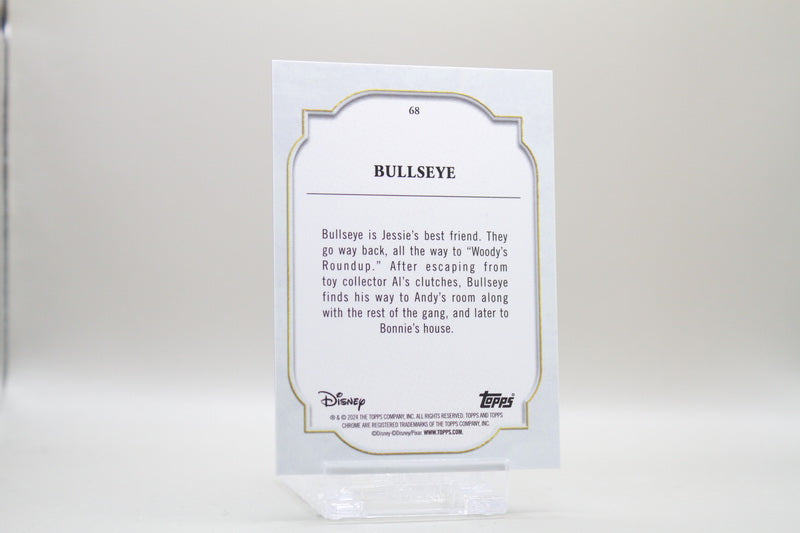 68
BULLSEYE
Bullseye is Jessie's best friend. They
go way back, all the way to “Woody's
Roundup.” After escaping from
toy collector Al's clutches, Bullseye
finds his way to Andy's room along
with the rest of the gang, and later to
Bonnie's house.
Disney
Topps
® & © 2024 THE TOPPS COMPANY, INC. ALL RIGHTS RESERVED. TOPPS AND TOPPS
CHROME ARE REGISTERED TRADEMARKS OF THE TOPPS COMPANY, INC.
©Disney ©Disney/Pixar. WWW.TOPPS.COM.